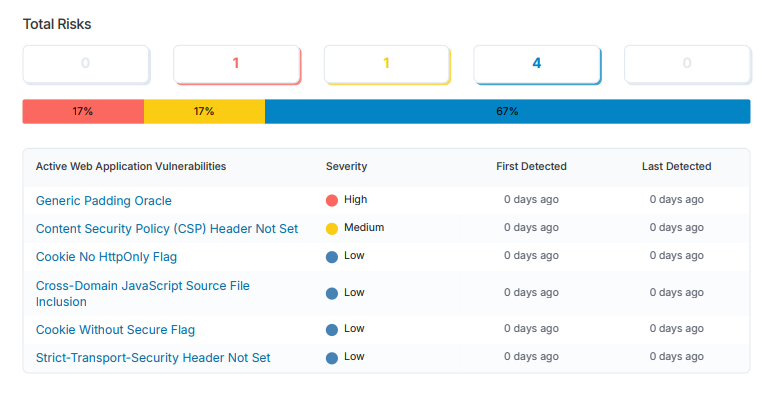 Total Risks
0 1 1 4 0
17% 17% 67%
Active Web Application Vulnerabilities Severity First Detected Last Detected
Generic Padding Oracle High 0 days ago 0 days ago
Content Security Policy (CSP) Header Not Set Medium 0 days ago 0 days ago
Cookie No HttpOnly Flag Low 0 days ago 0 days ago
Cross-Domain JavaScript Source File
Inclusion Low 0 days ago 0 days ago
Cookie Without Secure Flag Low 0 days ago 0 days ago
Strict-Transport-Security Header Not Set Low 0 days ago 0 days ago